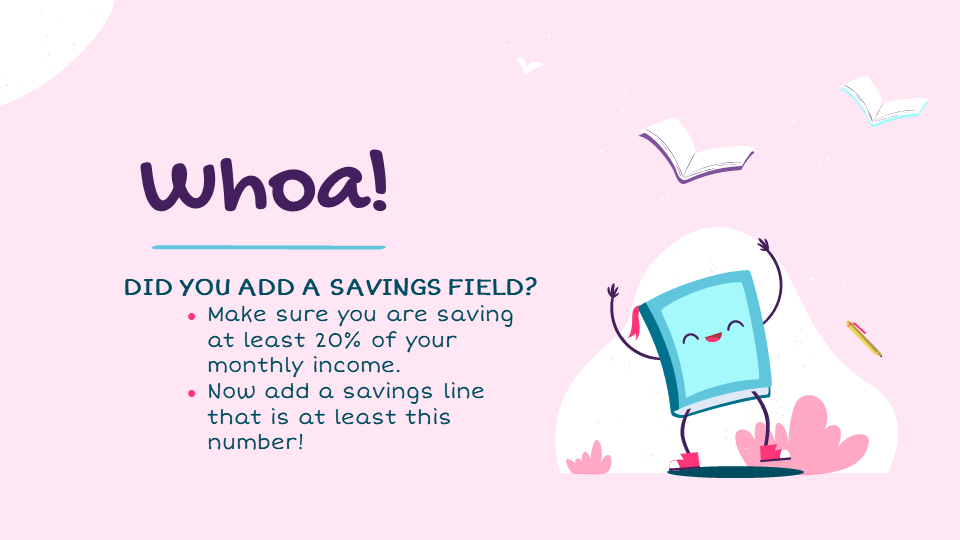 Whoa!
DID YOU ADD A SAVINGS FIELD?
• Make sure you are saving
at least 20% of your
monthly income.
• Now add a savings line
that is at least this
number!